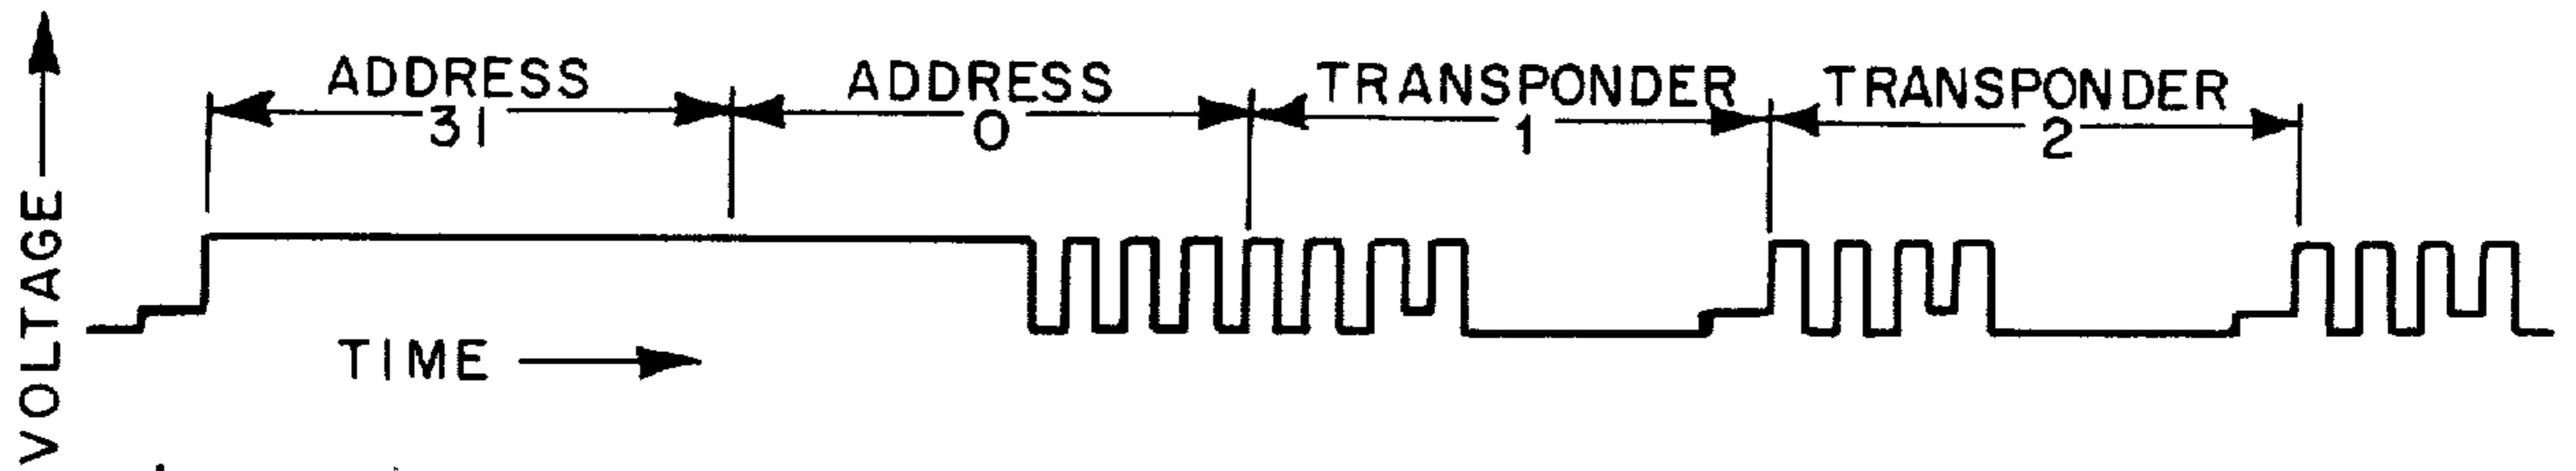 ADDRESS
31
ADDRESS
0
TRANSPONDER
1
TRANSPONDER
2
VOLTAGE
TIME